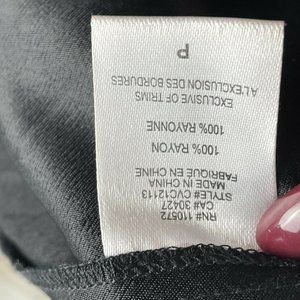 RN# 110572
CA# 30427
STYLE# CVC12113
MADE IN CHINA
FABRIQUE EN CHINE
100% RAYON
100% RAYONNE
EXCLUSIVE OF TRIMS
A L'EXCLUSION DES BORDURES
P